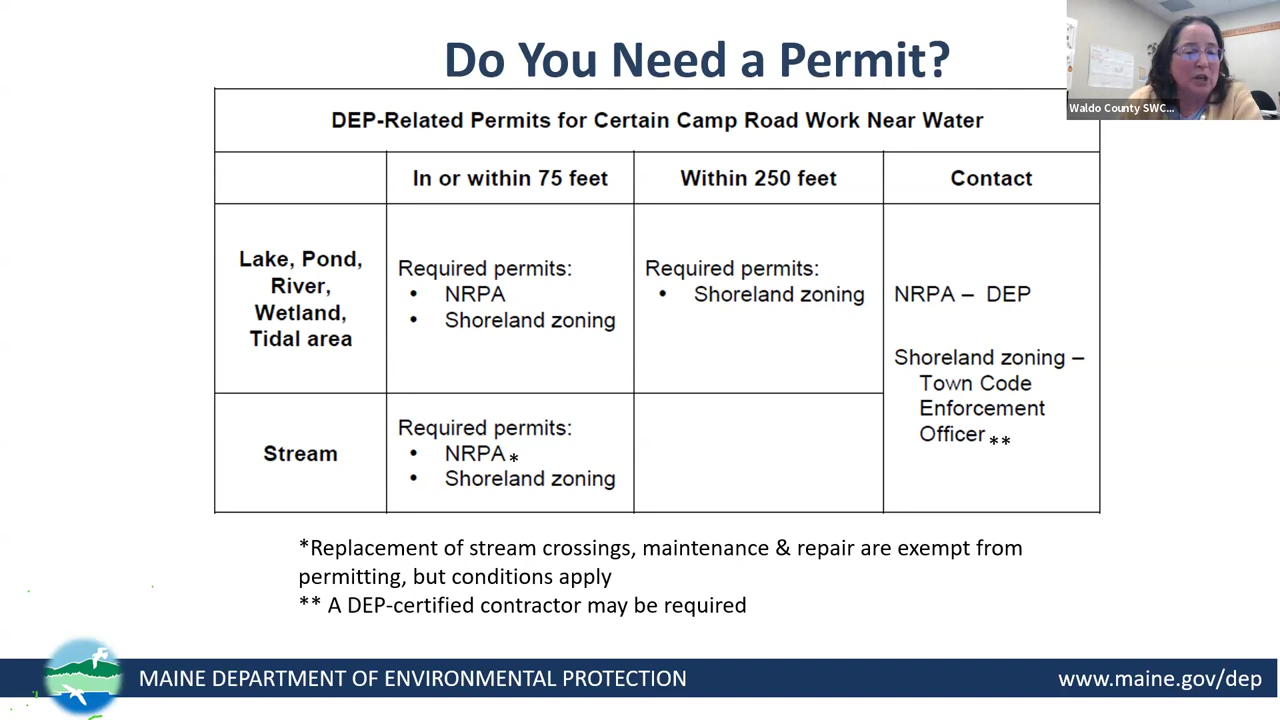 Do You Need a Permit?
Waldo County SWC...
DEP-Related Permits for Certain Camp Road Work Near Water
In or within 75 feet
Within 250 feet
Contact
Lake, Pond,
River,
Wetland,
Tidal area
Required permits:
• NRPA
• Shoreland zoning
Required permits:
• Shoreland zoning
NRPA – DEP
Shoreland zoning –
Town Code
Enforcement
Officer **
Stream
Required permits:
• NRPA *
• Shoreland zoning
*Replacement of stream crossings, maintenance & repair are exempt from
permitting, but conditions apply
** A DEP-certified contractor may be required
MAINE DEPARTMENT OF ENVIRONMENTAL PROTECTION
www.maine.gov/dep